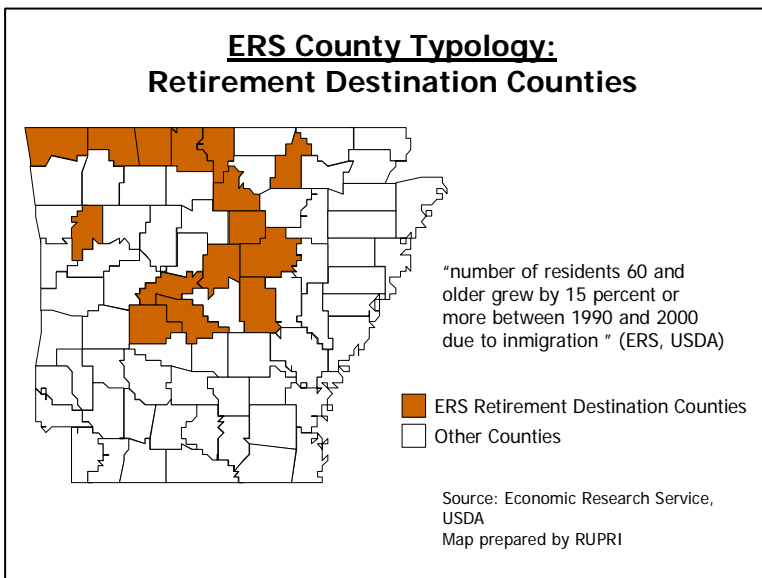 ERS County Typology:
Retirement Destination Counties
“number of residents 60 and
older grew by 15 percent or
more between 1990 and 2000
due to inmigration ” (ERS, USDA)
ERS Retirement Destination Counties
Other Counties
Source: Economic Research Service,
USDA
Map prepared by RUPRI